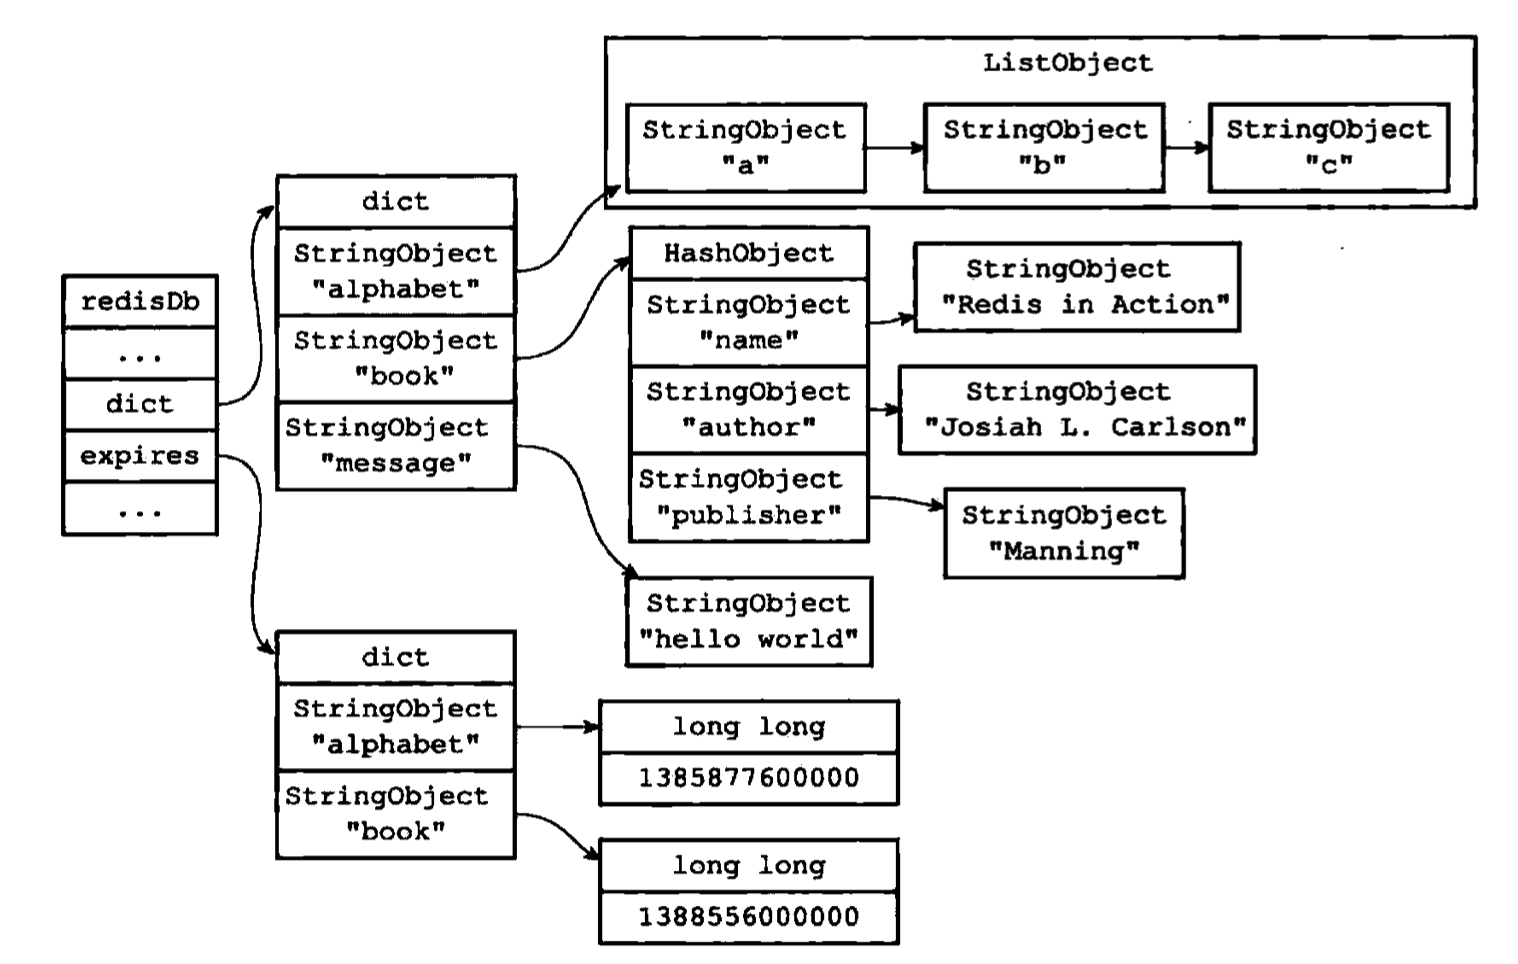 ListObject
StringObject
"a"
StringObject
"b"
StringObject
"c"
dict
StringObject
"alphabet"
StringObject
"book"
StringObject
"message"
redisDb
...
dict
expires
...
HashObject
StringObject
"name"
StringObject
"author"
StringObject
"publisher"
StringObject
"Redis in Action"
StringObject
"Josiah L. Carlson"
StringObject
"Manning"
StringObject
"hello world"
dict
StringObject
"alphabet"
StringObject
"book"
long long
1385877600000
long long
1388556000000